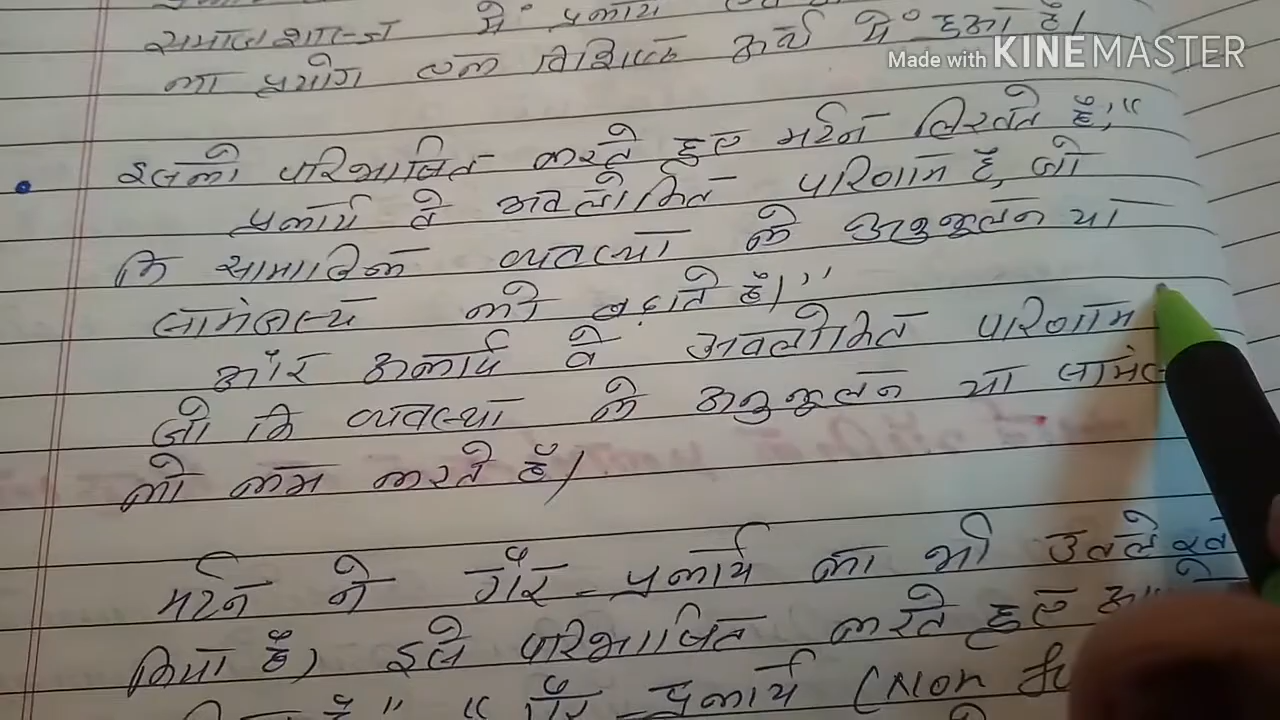 समाजशास्त्र में प्रकार्य
का प्रयोग एक विशिष्ट अर्थ में हुआ है।
Made with KINEMASTER
इसको परिभाषित करते हुए मर्टन लिखते हैं, "
प्रकार्य वे अवलोकित परिणाम हैं, जो
कि सामाजिक व्यवस्था के अनुकूलन या
सामंजस्य को बढ़ाते हैं।"
और अकार्य वे अवलोकित परिणाम
जो कि व्यवस्था के अनुकूलन या सामंज
को कम करते हैं।
मर्टन ने गैर-प्रकार्य का भी उल्लेख
किया है। इसे परिभाषित करते हुए
" गैर-प्रकार्य (Non fu